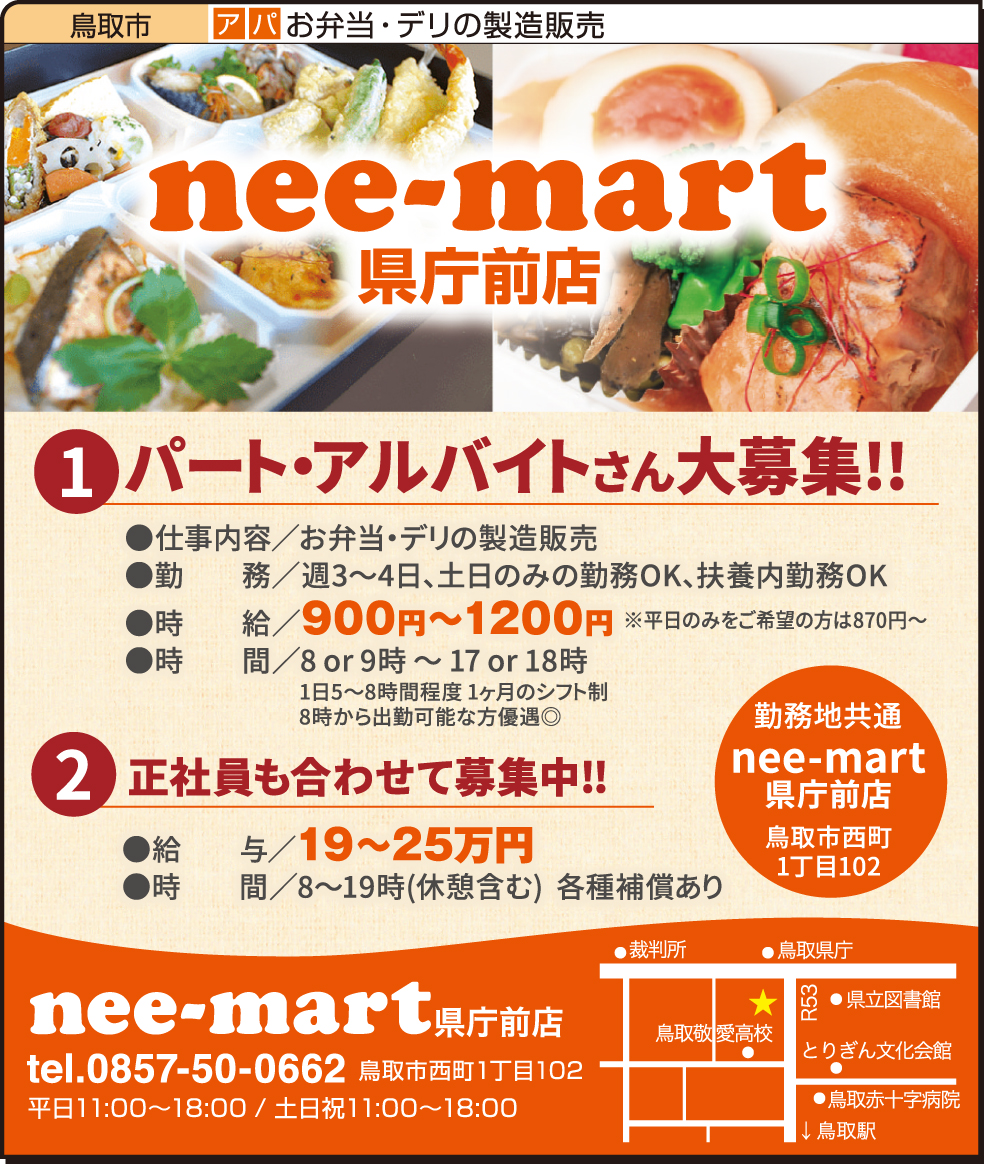 鳥取市
アパ お弁当・デリの製造販売
nee-mart
県庁前店
1 パート・アルバイトさん大募集!!
●仕事内容／お弁当・デリの製造販売
●勤　　務／週3〜4日、土日のみの勤務OK、扶養内勤務OK
●時　　給／900円〜1200円 ※平日のみをご希望の方は870円〜
●時　　間／8 or 9時 〜 17 or 18時
1日5〜8時間程度 1ヶ月のシフト制
8時から出勤可能な方優遇◎
2 正社員も合わせて募集中!!
●給　　与／19〜25万円
●時　　間／8〜19時(休憩含む) 各種補償あり
勤務地共通
nee-mart
県庁前店
鳥取市西町
1丁目102
nee-mart県庁前店
tel.0857-50-0662 鳥取市西町1丁目102
平日11:00〜18:00 / 土日祝11:00〜18:00
●裁判所
●鳥取県庁
R53
●県立図書館
鳥取敬愛高校
とりぎん文化会館
●鳥取赤十字病院
↓鳥取駅